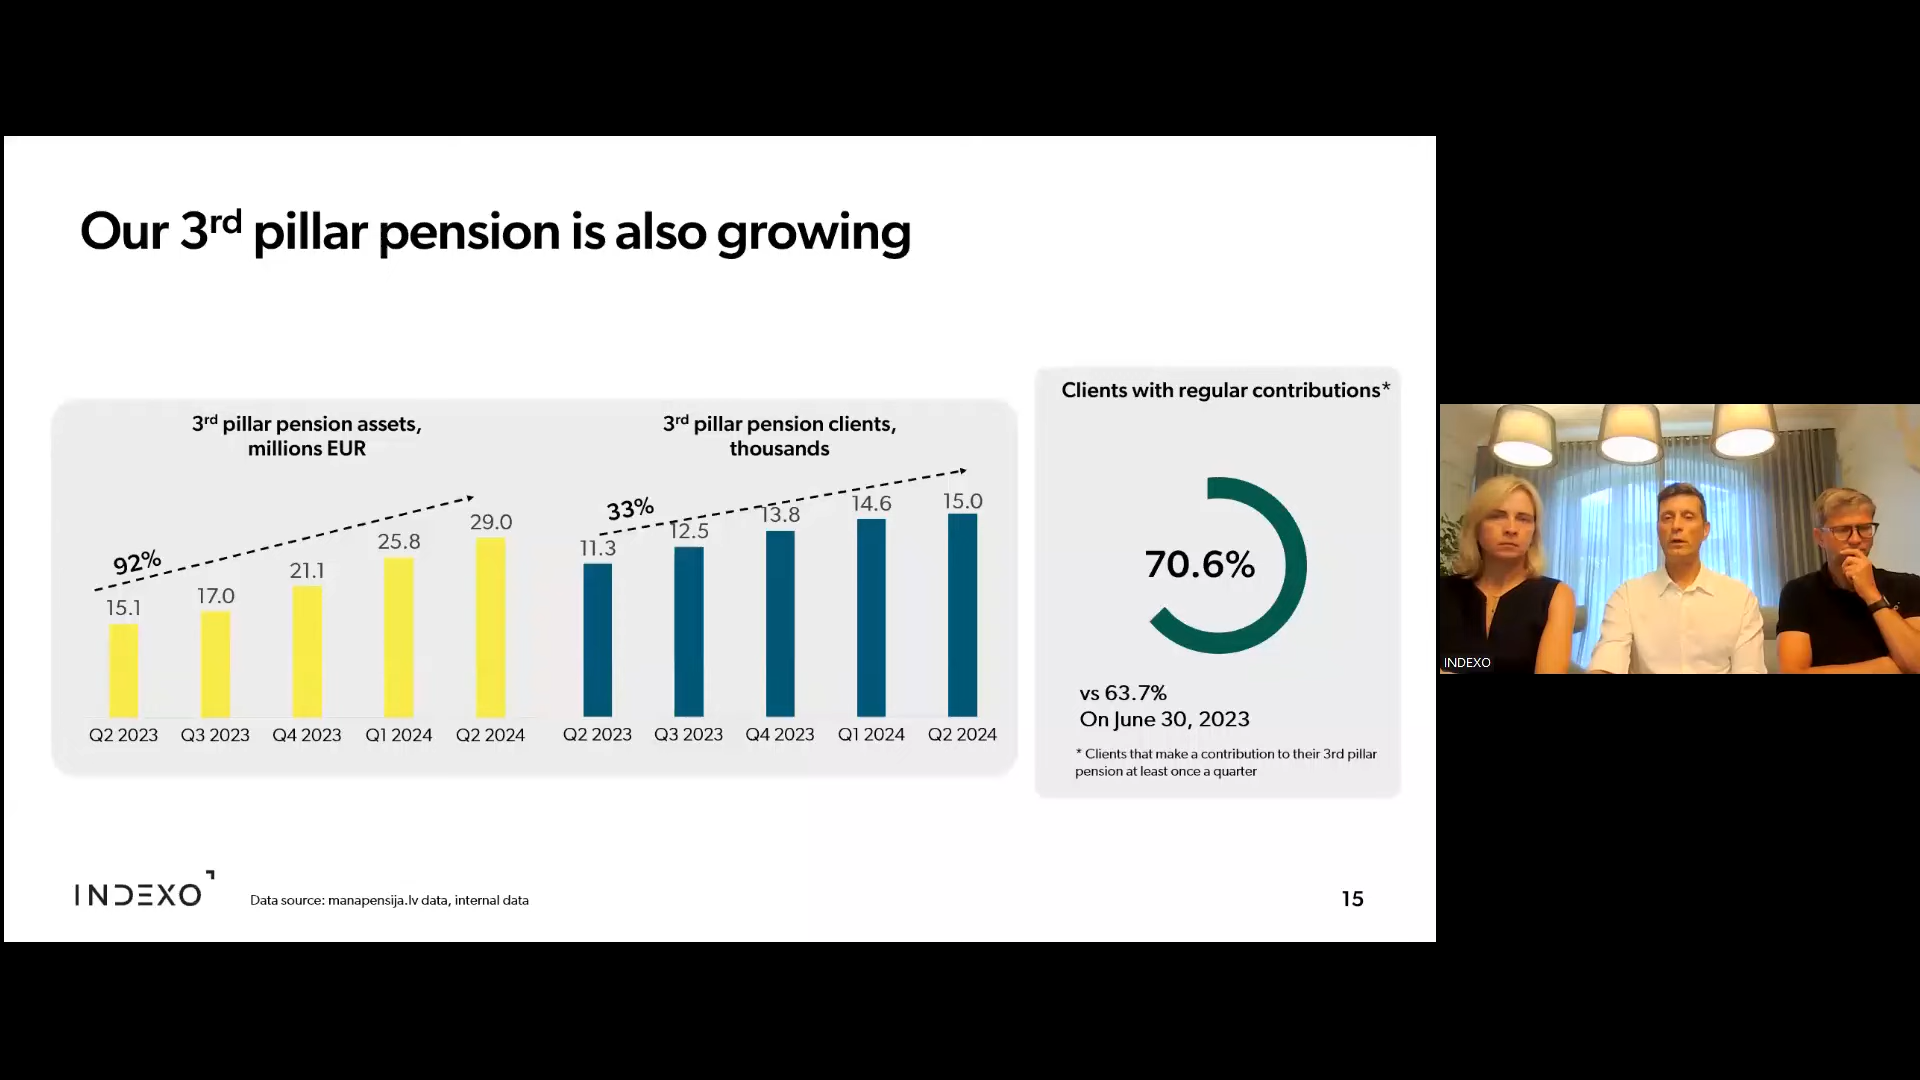 Our 3rd pillar pension is also growing
3rd pillar pension assets,
millions EUR
92%
15.1
17.0
21.1
25.8
29.0
Q2 2023
Q3 2023
Q4 2023
Q1 2024
Q2 2024
3rd pillar pension clients,
thousands
33%
11.3
12.5
13.8
14.6
15.0
Q2 2023
Q3 2023
Q4 2023
Q1 2024
Q2 2024
Clients with regular contributions*
70.6%
vs 63.7%
On June 30, 2023
* Clients that make a contribution to their 3rd pillar
pension at least once a quarter
INDEXO
Data source: manapensija.lv data, internal data
15
INDEXO